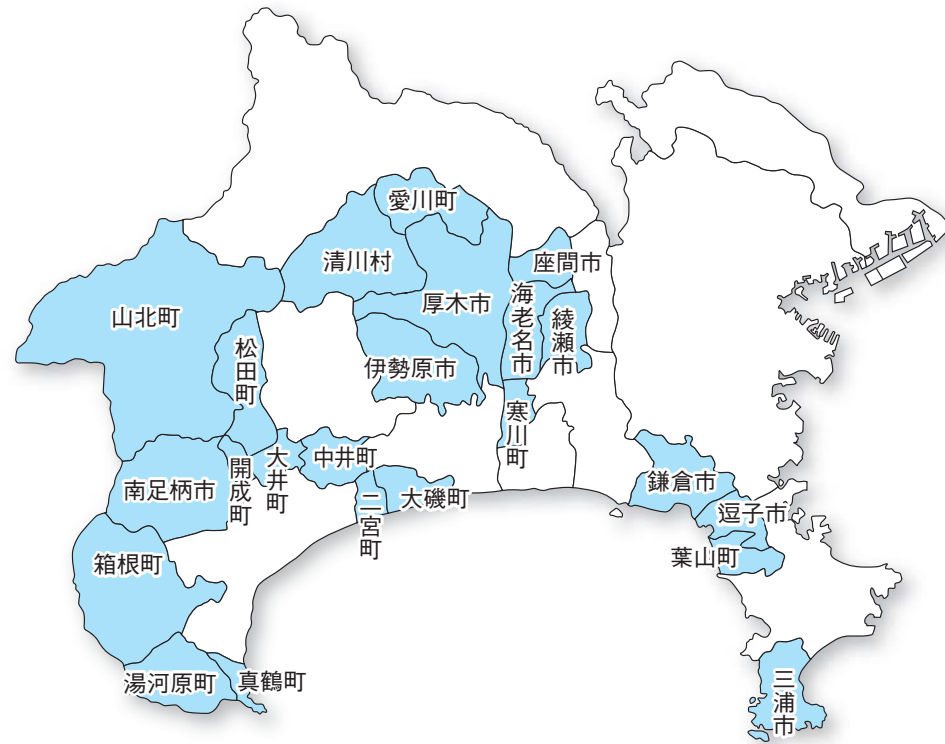 愛川町
清川村
座間市
山北町
厚木市
海老名市
綾瀬市
松田町
伊勢原市
寒川町
中井町
大井町
開成町
南足柄市
鎌倉市
大磯町
二宮町
逗子市
葉山町
箱根町
湯河原町
真鶴町
三浦市